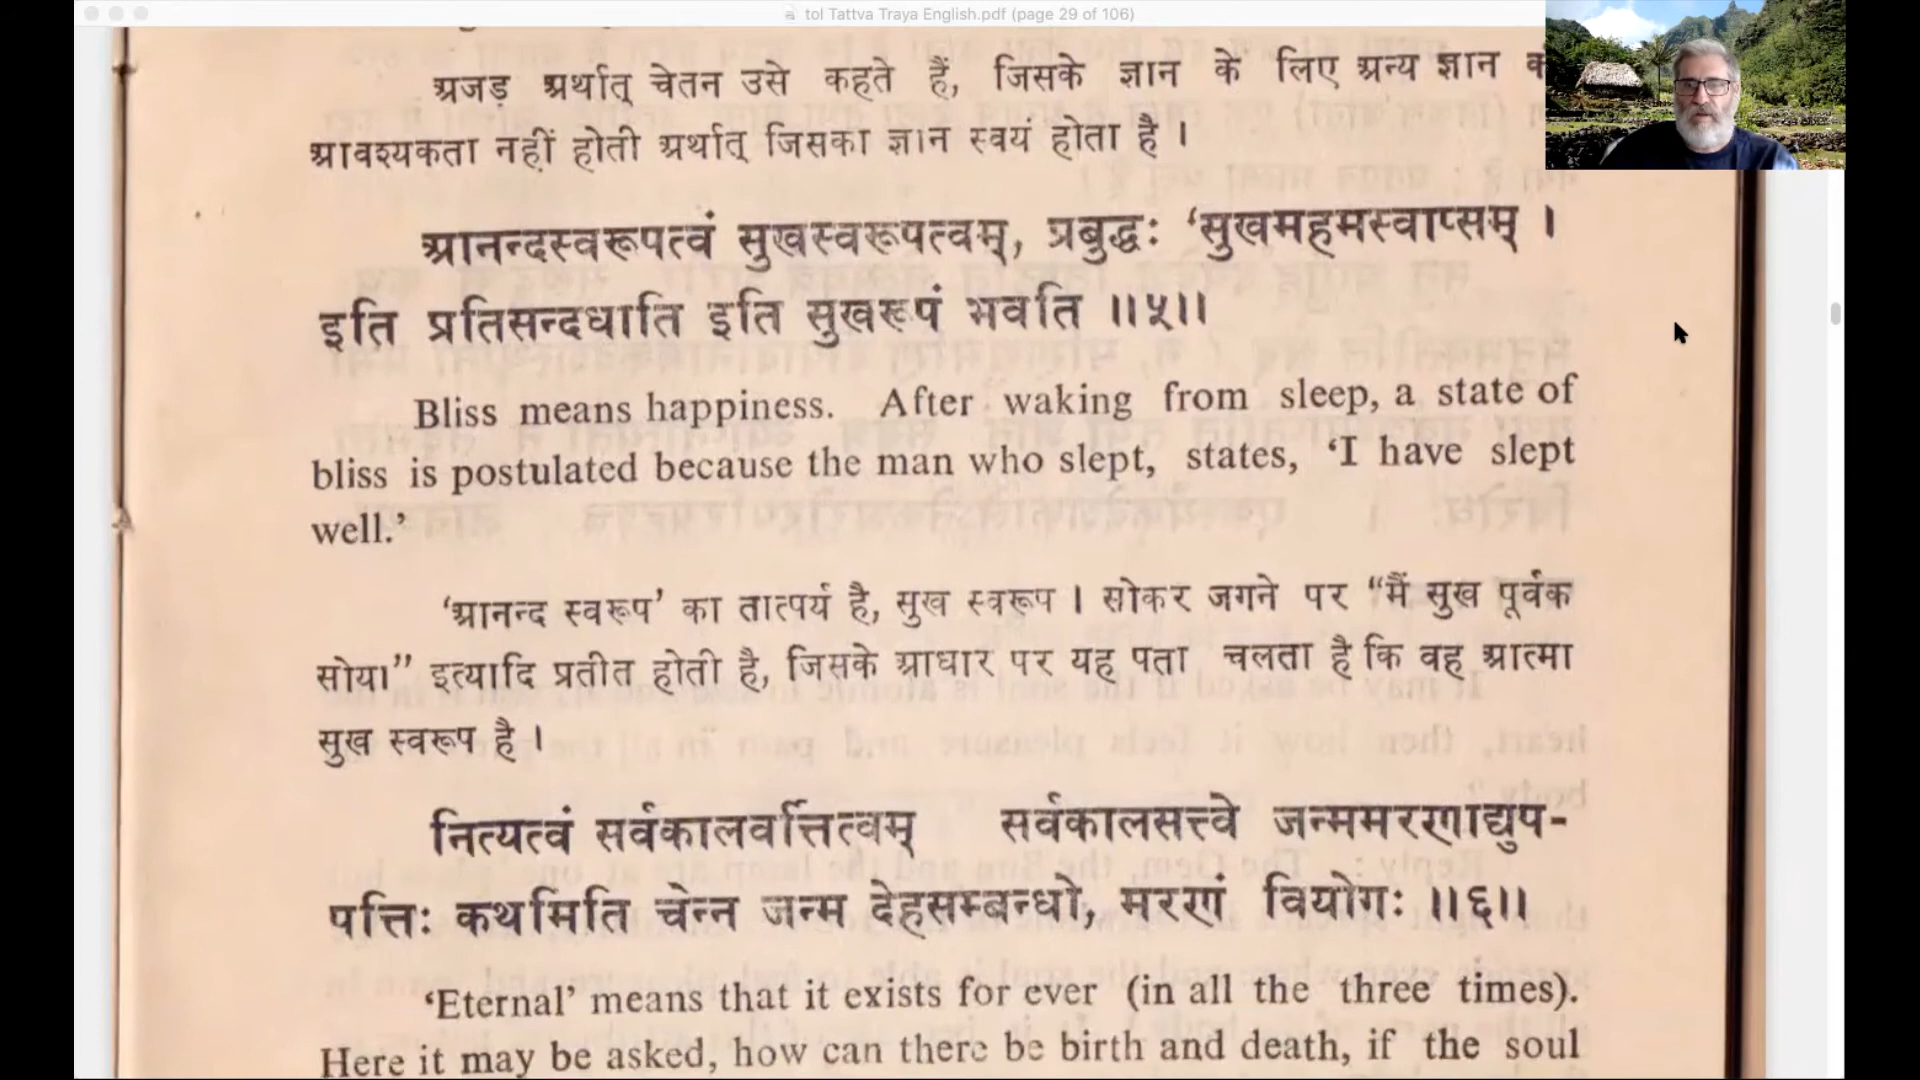 tol Tattva Traya English.pdf (page 29 of 106)
अजड़ अर्थात् चेतन उसे कहते हैं, जिसके ज्ञान के लिए अन्य ज्ञान
आवश्यकता नहीं होती अर्थात् जिसका ज्ञान स्वयं होता है ।
आनन्दस्वरूपत्वं सुखस्वरूपत्वम्, प्रबुद्धः ‘सुखमहमस्वाप्सम् ।
इति प्रतिसन्दधाति इति सुखरूपं भवति ॥५॥
Bliss means happiness. After waking from sleep, a state of
bliss is postulated because the man who slept, states, ‘I have slept
well.’
‘आनन्द स्वरूप’ का तात्पर्य है, सुख स्वरूप । सोकर जगने पर “मैं सुख पूर्वक
सोया” इत्यादि प्रतीत होती है, जिसके आधार पर यह पता चलता है कि वह आत्मा
सुख स्वरूप है ।
नित्यत्वं सर्वकालवर्त्तित्वम् सर्वकालसत्त्वे जन्ममरणाद्युप-
पत्तिः कथमिति चेन्न जन्म देहसम्बन्धो, मरणं वियोगः ॥६॥
‘Eternal’ means that it exists for ever (in all the three times).
Here it may be asked, how can there be birth and death, if the soul